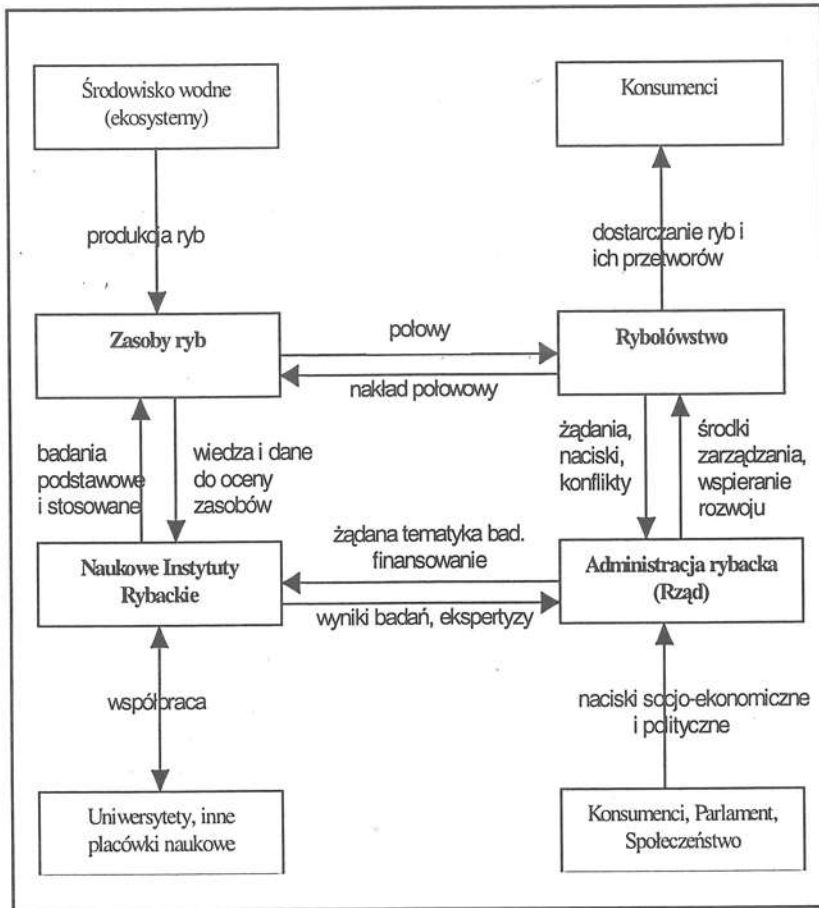 Środowisko wodne
(ekosystemy)
Konsumenci
produkcja ryb
dostarczanie ryb i
ich przetworów
Zasoby ryb
połowy
Rybołówstwo
nakład połowowy
badania
podstawowe
i stosowane
wiedza i dane
do oceny
zasobów
żądania,
naciski,
konflikty
środki
zarządzania,
wspieranie
rozwoju
żądana tematyka bad.
finansowanie
Naukowe Instytuty
Rybackie
Administracja rybacka
(Rząd)
wyniki badań, ekspertyzy
współpraca
naciski socjo-ekonomiczne
i polityczne
Uniwersytety, inne
placówki naukowe
Konsumenci, Parlament,
Społeczeństwo